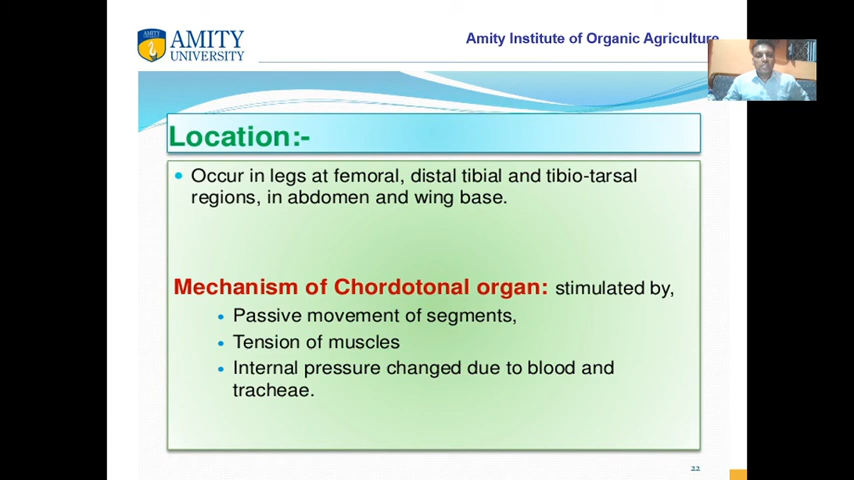 AMITY
AMITY
UNIVERSITY
Amity Institute of Organic Agriculture
Location:-
Occur in legs at femoral, distal tibial and tibio-tarsal
regions, in abdomen and wing base.
Mechanism of Chordotonal organ: stimulated by,
Passive movement of segments,
Tension of muscles
Internal pressure changed due to blood and
tracheae.
22